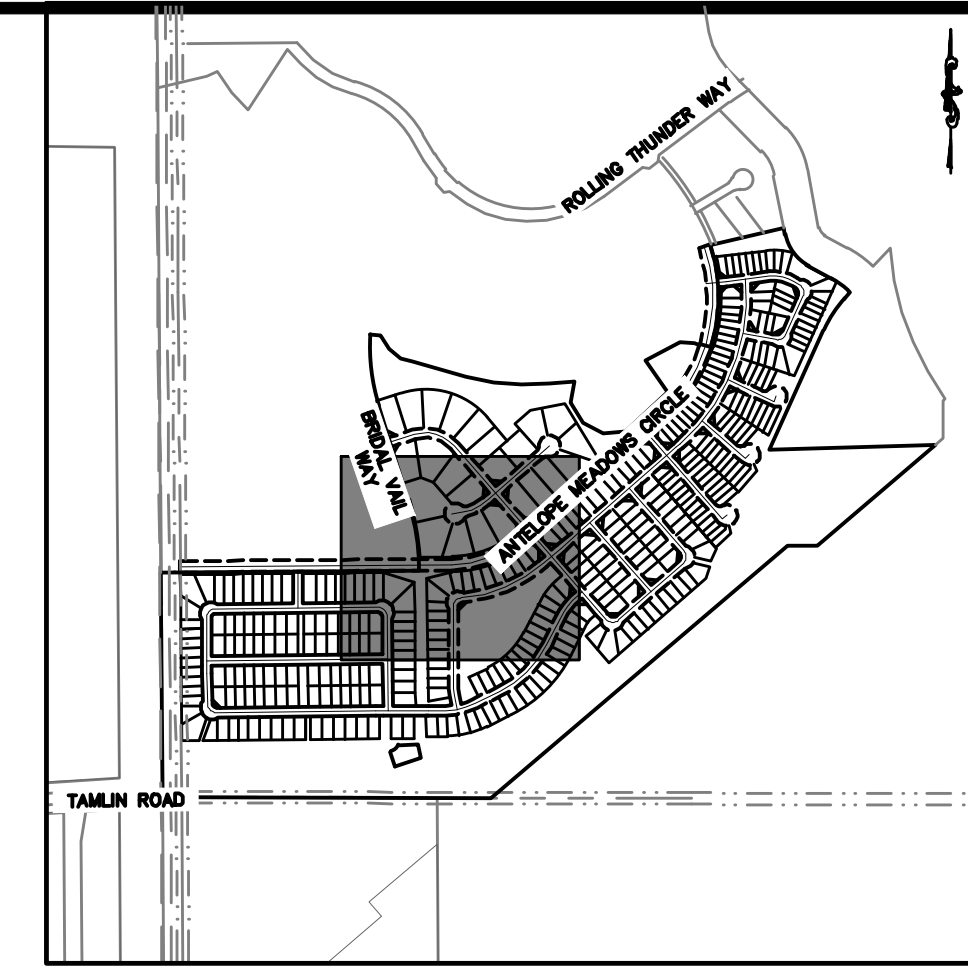 ROLLING THUNDER WAY
BRIDAL VAIL
WAY
ANTELOPE MEADOWS CIRCLE
TAMLIN ROAD